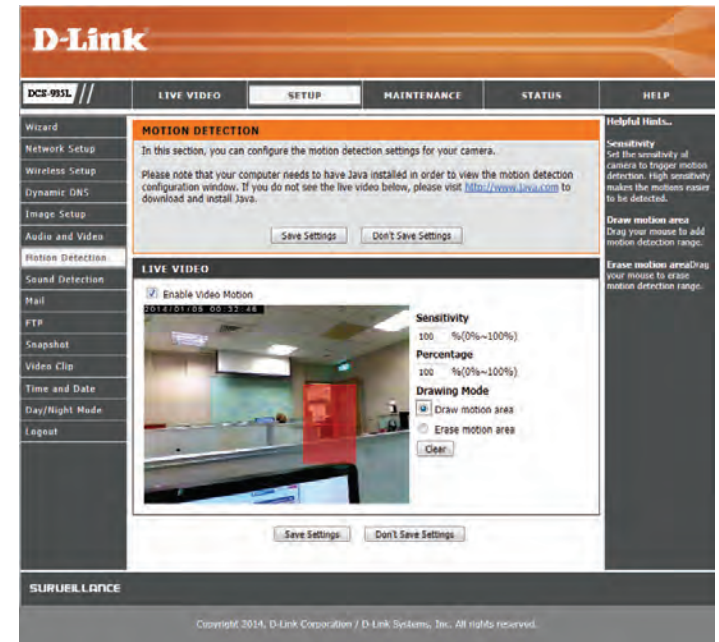 D-Link
DCS-935L // LIVE VIDEO SETUP MAINTENANCE STATUS HELP
Wizard
Network Setup
Wireless Setup
Dynamic DNS
Image Setup
Audio and Video
Motion Detection
Sound Detection
Mail
FTP
Snapshot
Video Clip
Time and Date
Day/Night Mode
Logout
MOTION DETECTION
In this section, you can configure the motion detection settings for your camera.
Please note that your computer needs to have Java installed in order to view the motion detection
configuration window. If you do not see the live video below, please visit http://www.java.com to
download and install Java.
Save Settings Don't Save Settings
LIVE VIDEO
Enable Video Motion
2014/01/05 00:32:46
Sensitivity
100 %(0%~100%)
Percentage
100 %(0%~100%)
Drawing Mode
Draw motion area
Erase motion area
Clear
Save Settings Don't Save Settings
Helpful Hints..
Sensitivity
Set the sensitivity of
camera to trigger motion
detection. High sensitivity
makes the motions easier
to be detected.
Draw motion area
Drag your mouse to add
motion detection range.
Erase motion areaDrag
your mouse to erase
motion detection range.
SURVEILLANCE
Copyright 2014, D-Link Corporation / D-Link Systems, Inc. All rights reserved.